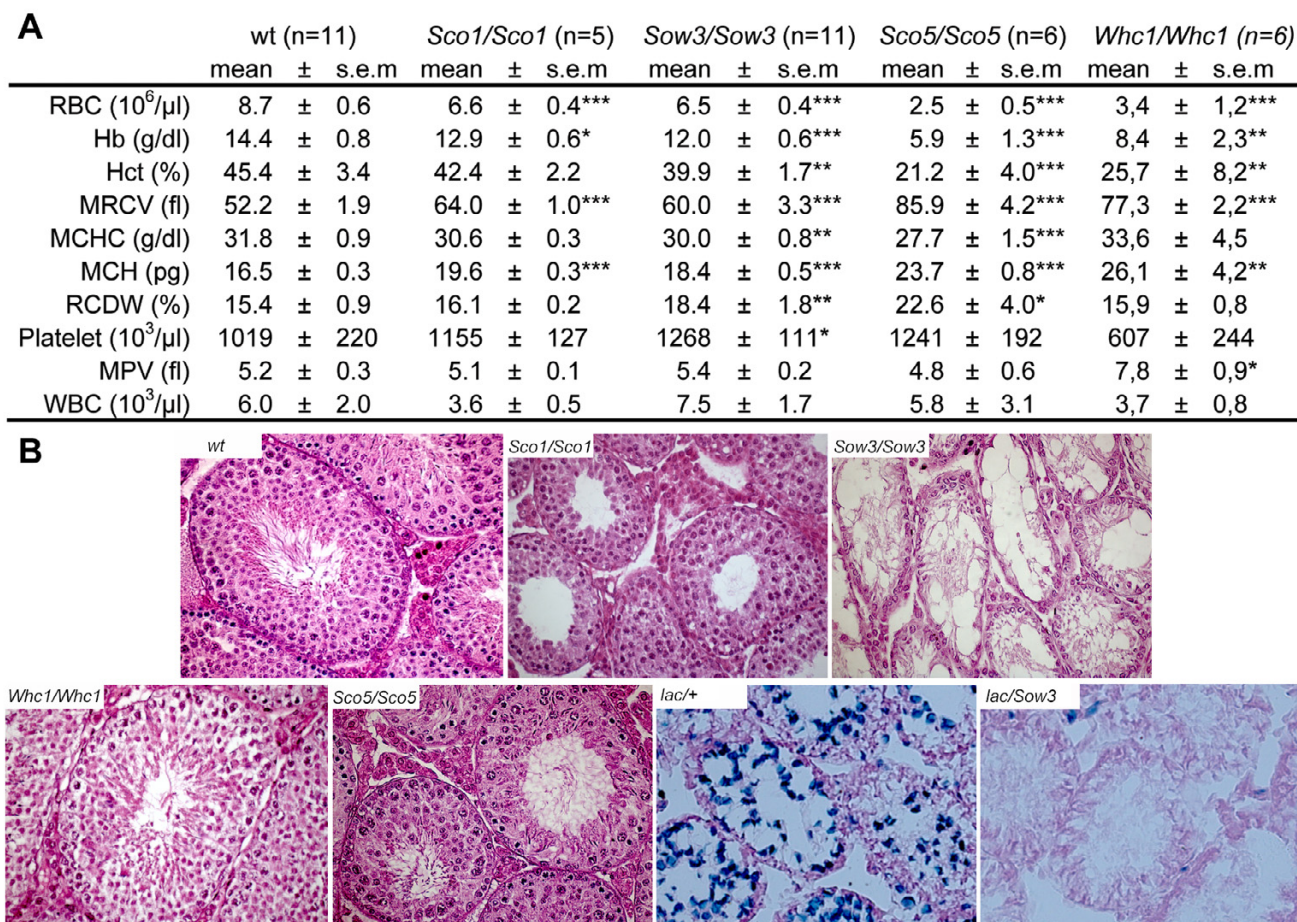 A
wt (n=11) Sco1/Sco1 (n=5) Sow3/Sow3 (n=11) Sco5/Sco5 (n=6) Whc1/Whc1 (n=6)
mean ± s.e.m mean ± s.e.m mean ± s.e.m mean ± s.e.m mean ± s.e.m
RBC (10⁶/µl) 8.7 ± 0.6 6.6 ± 0.4*** 6.5 ± 0.4*** 2.5 ± 0.5*** 3,4 ± 1,2***
Hb (g/dl) 14.4 ± 0.8 12.9 ± 0.6* 12.0 ± 0.6*** 5.9 ± 1.3*** 8,4 ± 2,3**
Hct (%) 45.4 ± 3.4 42.4 ± 2.2 39.9 ± 1.7** 21.2 ± 4.0*** 25,7 ± 8,2**
MRCV (fl) 52.2 ± 1.9 64.0 ± 1.0*** 60.0 ± 3.3*** 85.9 ± 4.2*** 77,3 ± 2,2***
MCHC (g/dl) 31.8 ± 0.9 30.6 ± 0.3 30.0 ± 0.8** 27.7 ± 1.5*** 33,6 ± 4,5
MCH (pg) 16.5 ± 0.3 19.6 ± 0.3*** 18.4 ± 0.5*** 23.7 ± 0.8*** 26,1 ± 4,2**
RCDW (%) 15.4 ± 0.9 16.1 ± 0.2 18.4 ± 1.8** 22.6 ± 4.0* 15,9 ± 0,8
Platelet (10³/µl) 1019 ± 220 1155 ± 127 1268 ± 111* 1241 ± 192 607 ± 244
MPV (fl) 5.2 ± 0.3 5.1 ± 0.1 5.4 ± 0.2 4.8 ± 0.6 7,8 ± 0,9*
WBC (10³/µl) 6.0 ± 2.0 3.6 ± 0.5 7.5 ± 1.7 5.8 ± 3.1 3,7 ± 0,8
B
wt Sco1/Sco1 Sow3/Sow3
Whc1/Whc1 Sco5/Sco5 lac/+ lac/Sow3